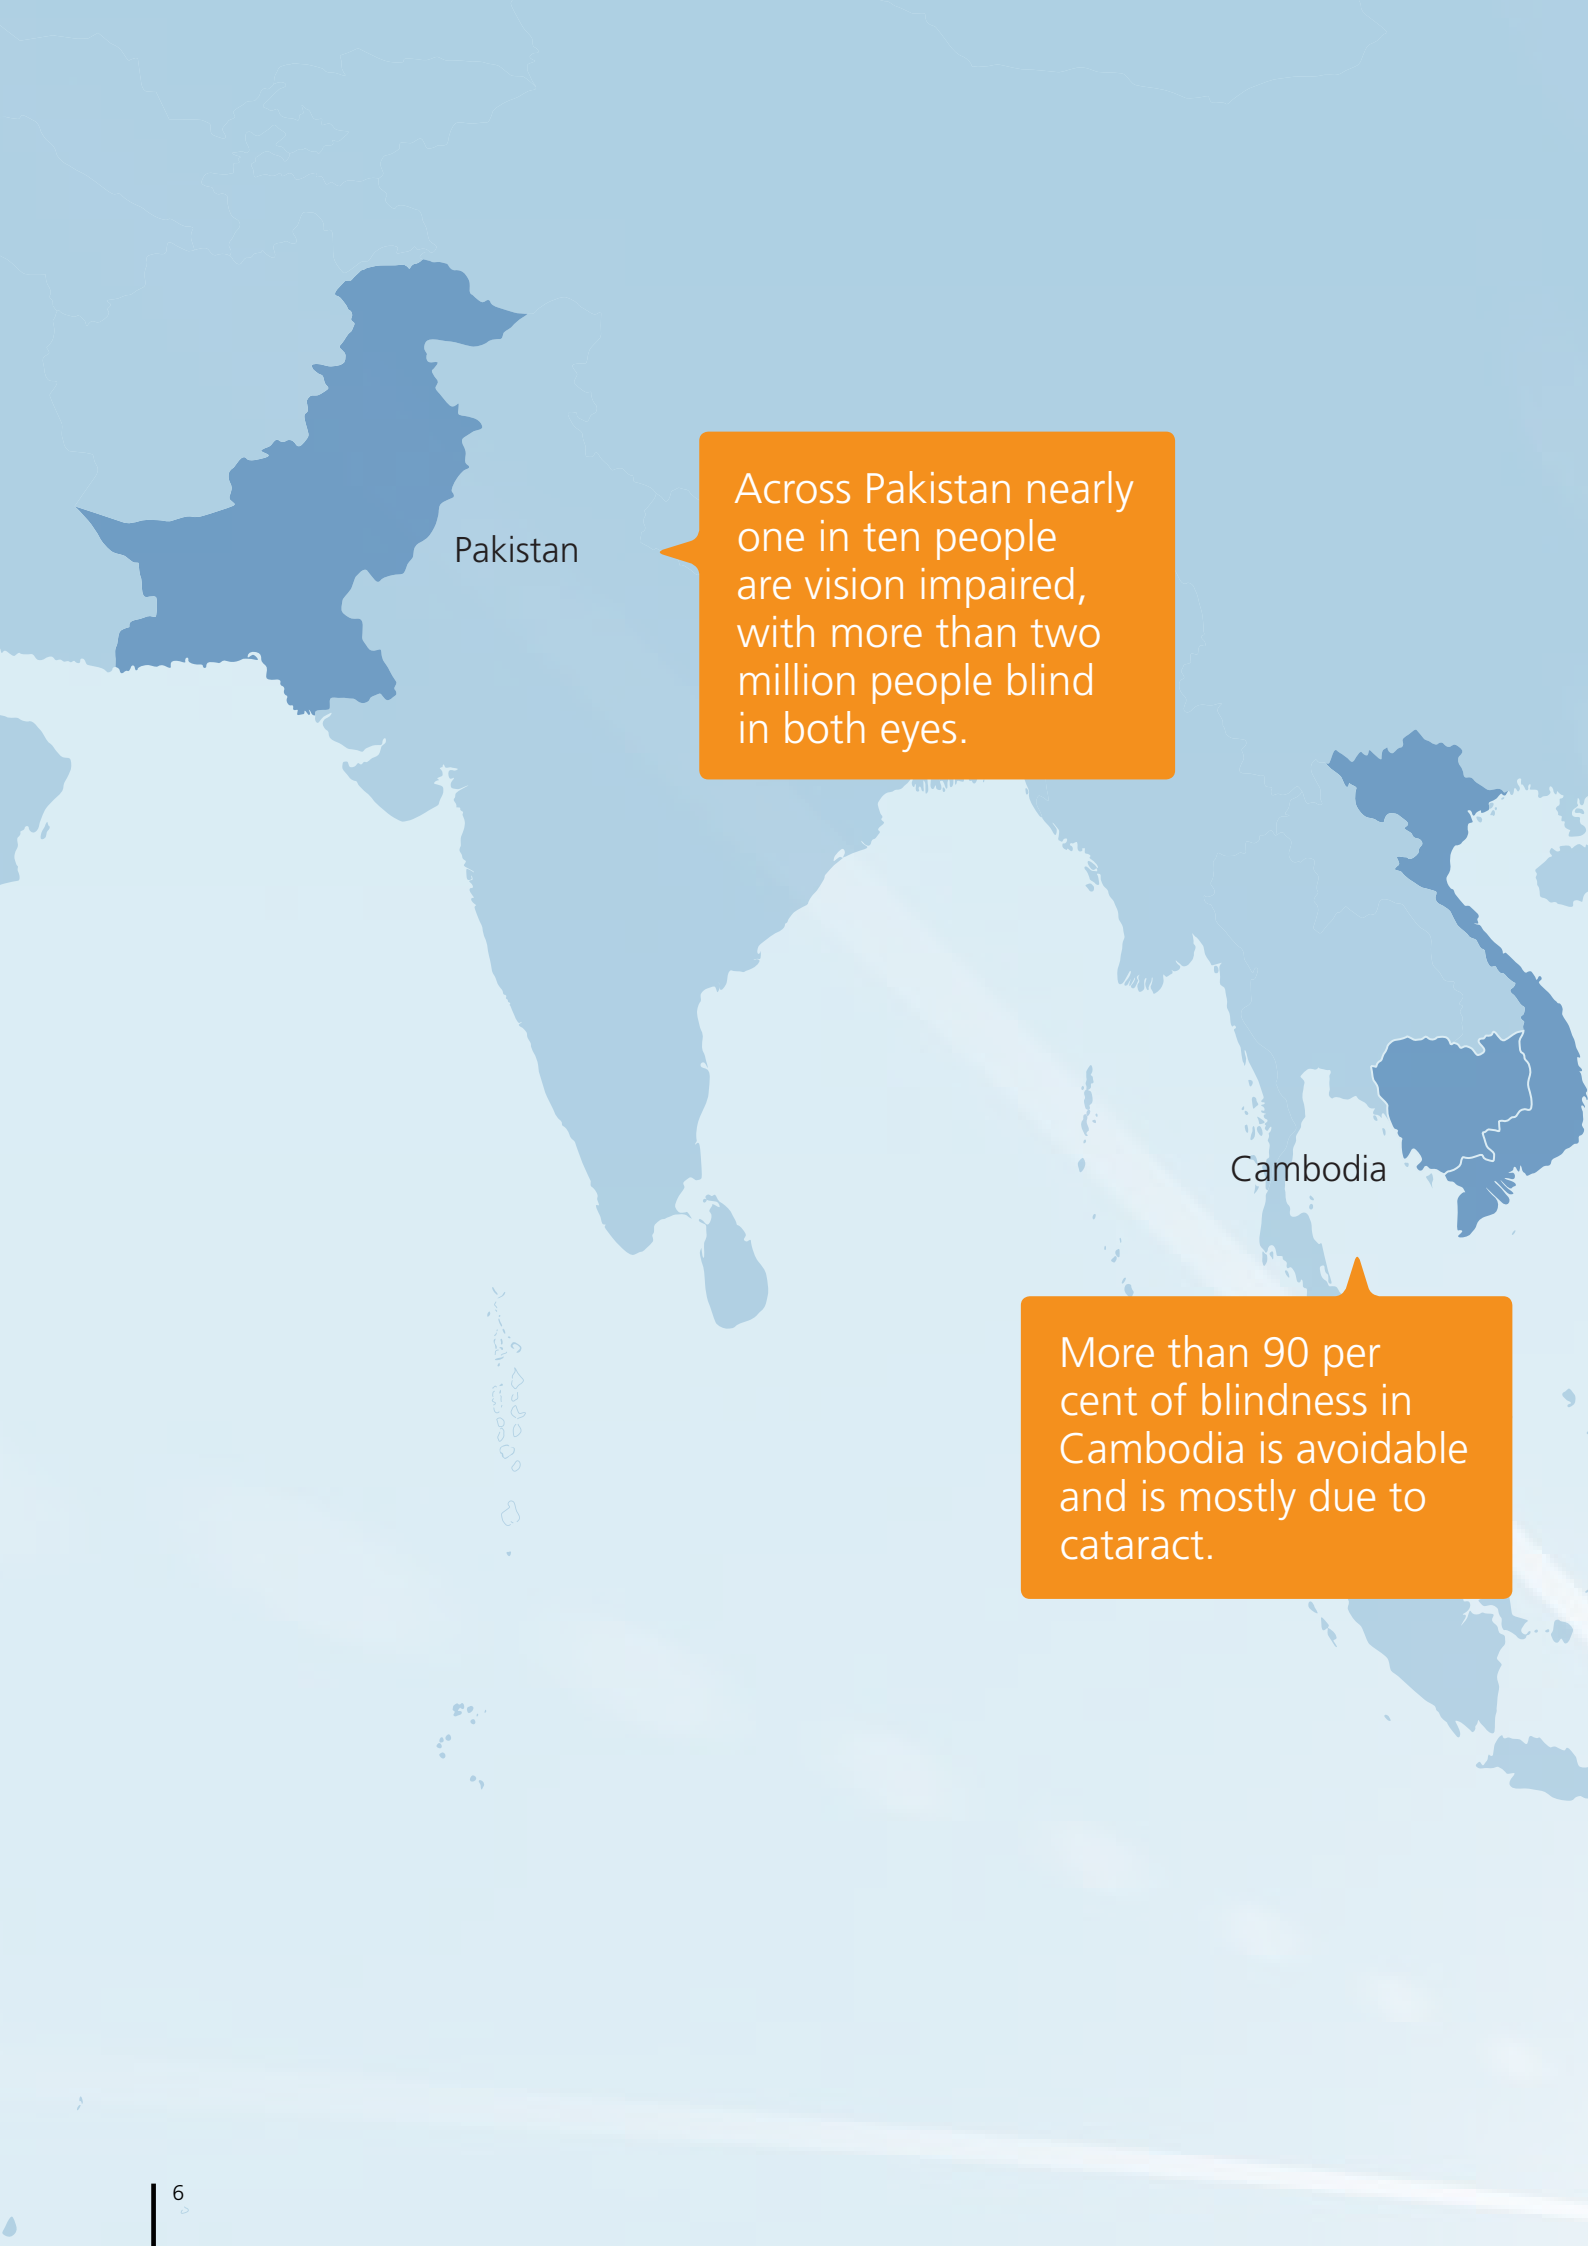 Pakistan
Across Pakistan nearly
one in ten people
are vision impaired,
with more than two
million people blind
in both eyes.
Cambodia
More than 90 per
cent of blindness in
Cambodia is avoidable
and is mostly due to
cataract.
6